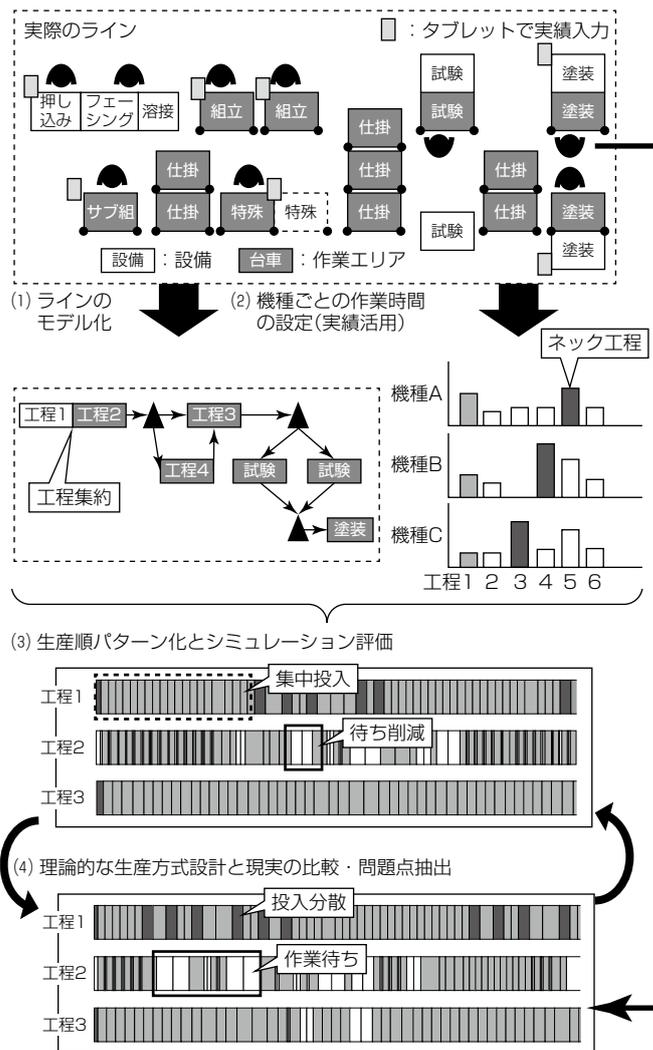 実際のライン
：タブレットで実績入力
押し
込み
フェー
シング
溶接
組立
組立
仕掛
試験
試験
塗装
塗装
サブ組
仕掛
仕掛
特殊
特殊
仕掛
仕掛
試験
仕掛
仕掛
塗装
塗装
設備
：設備
台車
：作業エリア
(1) ラインの
モデル化
(2) 機種ごとの作業時間
の設定(実績活用)
ネック工程
機種A
機種B
機種C
工程1 2 3 4 5 6
工程1
工程2
工程3
工程4
試験
試験
塗装
工程集約
(3) 生産順パターン化とシミュレーション評価
集中投入
工程1
待ち削減
工程2
工程3
(4) 理論的な生産方式設計と現実の比較・問題点抽出
投入分散
工程1
作業待ち
工程2
工程3